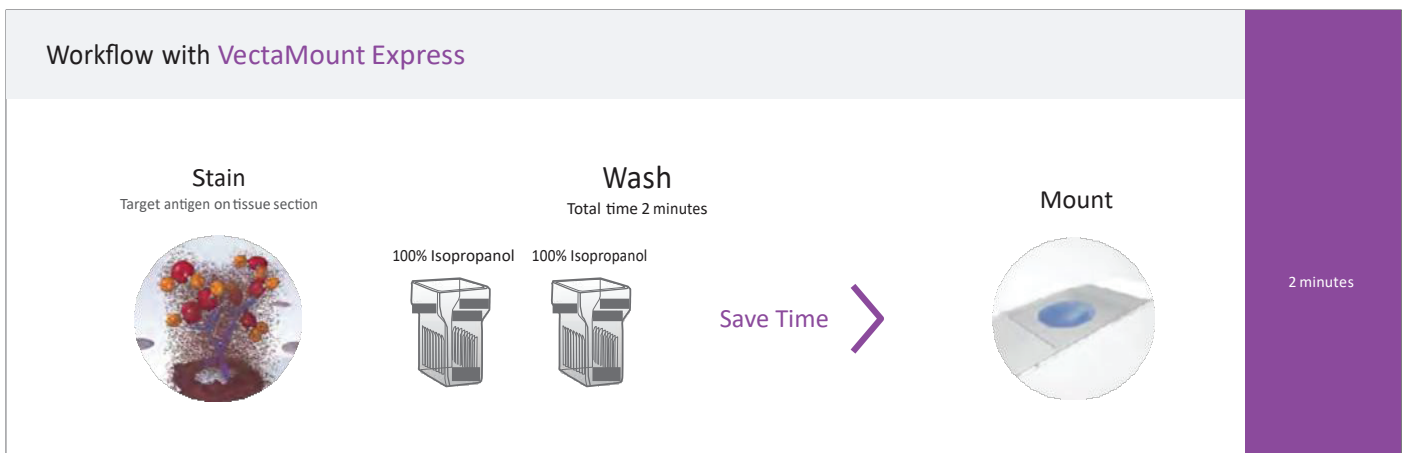 Workflow with VectaMount Express
Stain
Target antigen on tissue section
Wash
Total time 2 minutes
100% Isopropanol
100% Isopropanol
Save Time
Mount
2 minutes